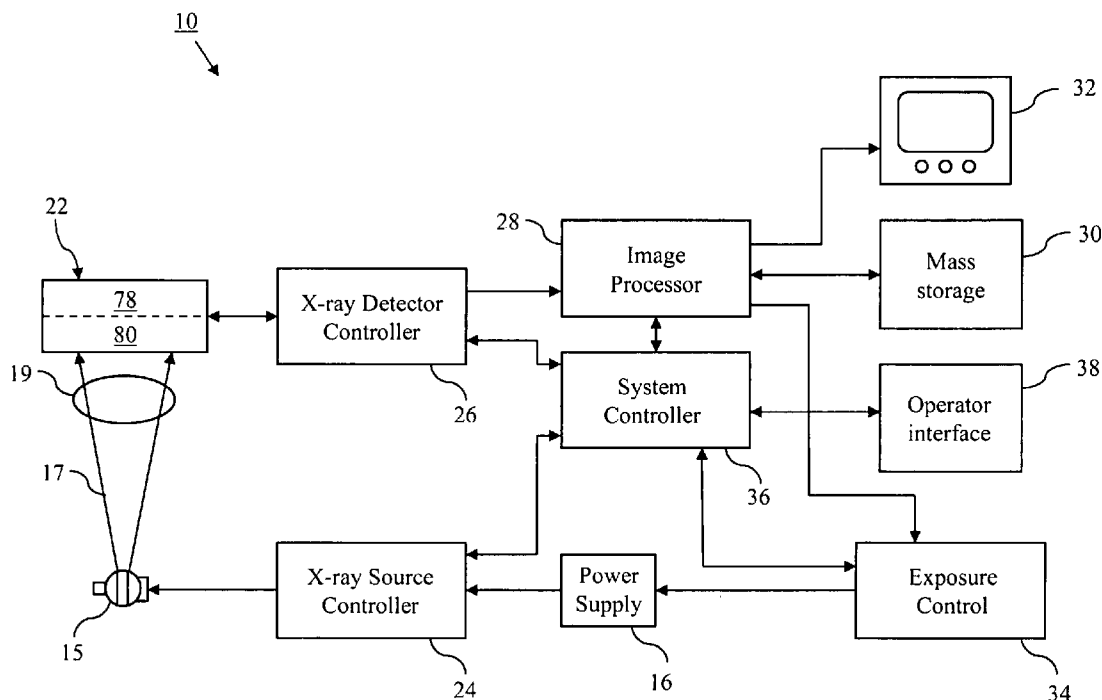 10
32
22
28
Image
Processor
30
Mass
storage
78
80
X-ray Detector
Controller
19
26
System
Controller
38
Operator
interface
17
36
X-ray Source
Controller
Power
Supply
Exposure
Control
15
24
16
34